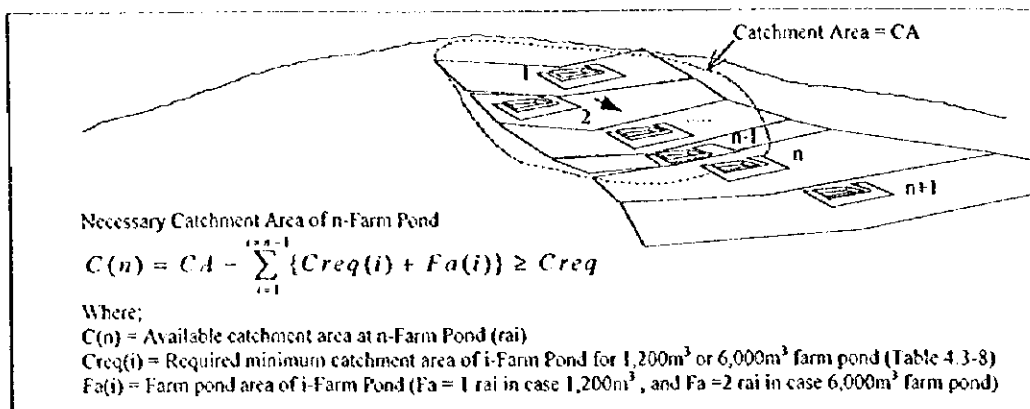 Catchment Area = CA
1
2
......
n-1
n
n+1
Necessary Catchment Area of n-Farm Pond
C(n) = CA - \sum_{i=1}^{i=n-1} {Creq(i) + Fa(i)} ≥ Creq
Where;
C(n) = Available catchment area at n-Farm Pond (rai)
Creq(i) = Required minimum catchment area of i-Farm Pond for 1,200m³ or 6,000m³ farm pond (Table 4.3-8)
Fa(i) = Farm pond area of i-Farm Pond (Fa = 1 rai in case 1,200m³ , and Fa =2 rai in case 6,000m³ farm pond)